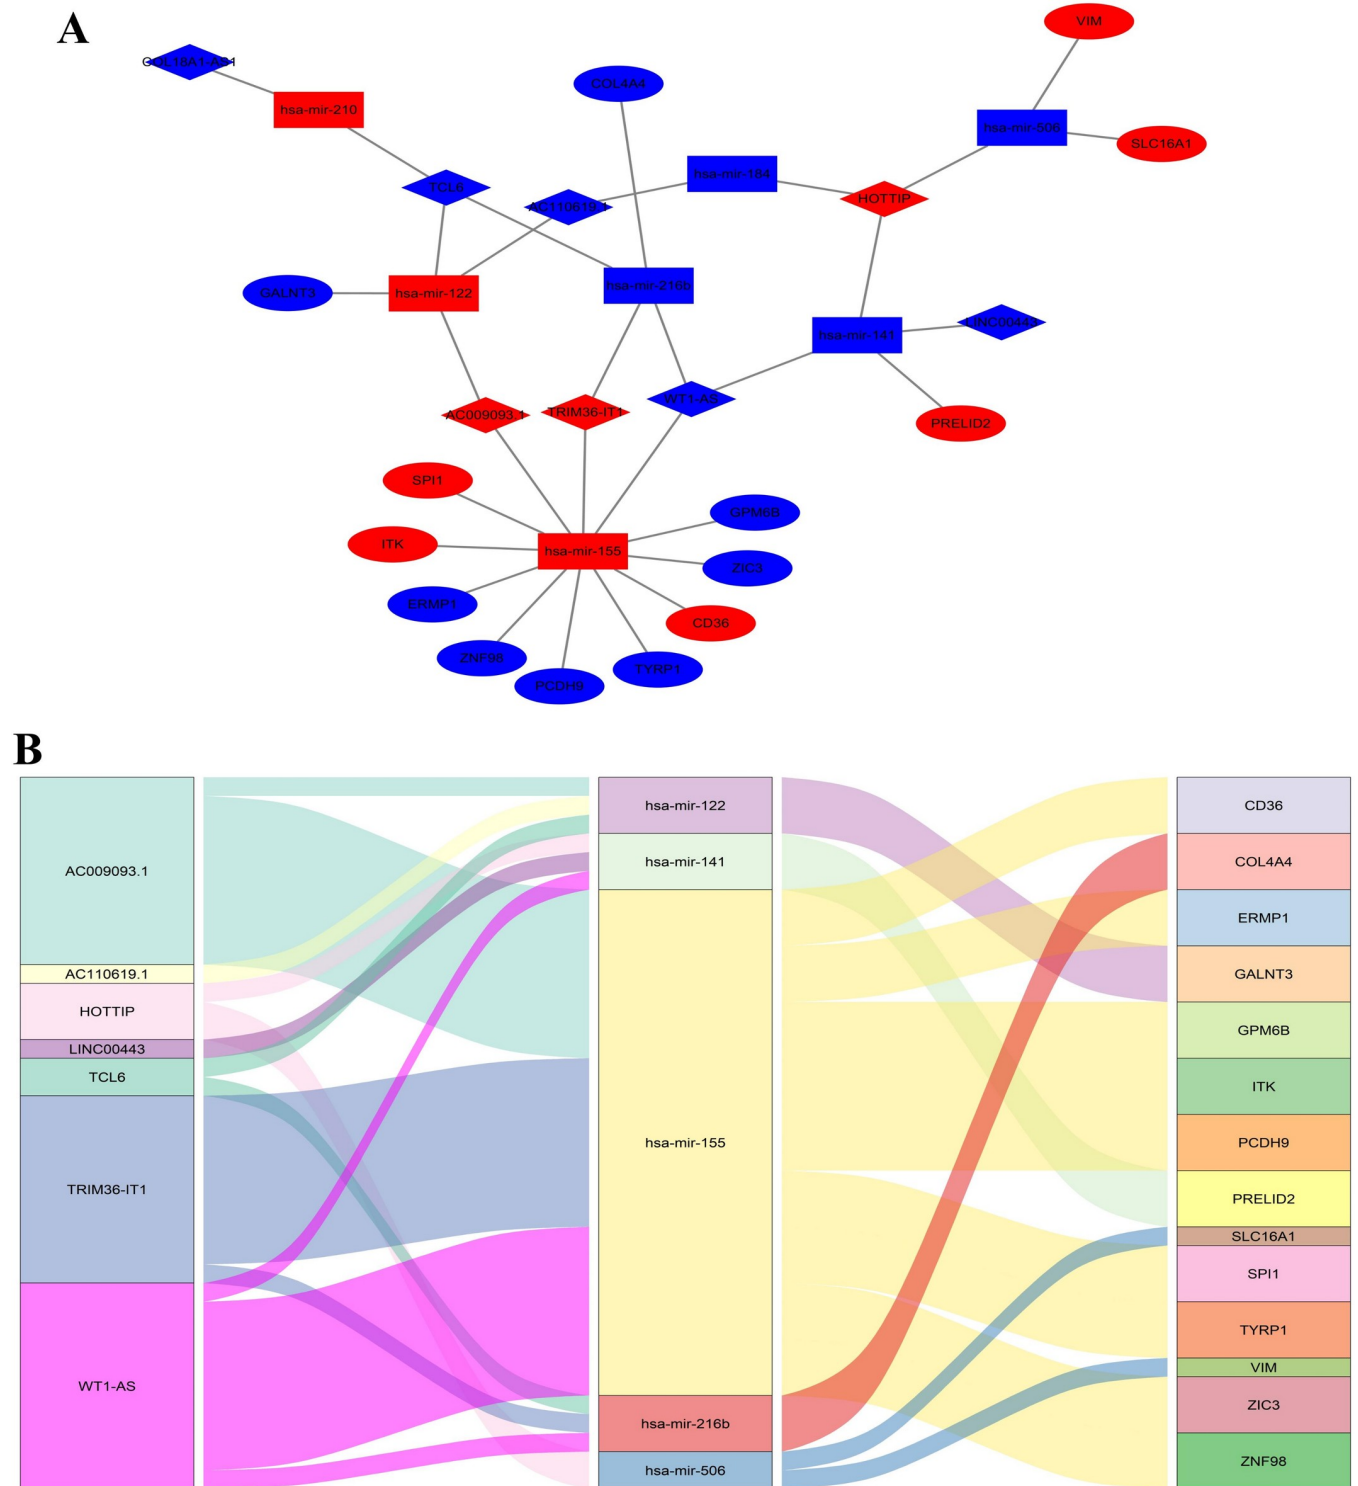 A
VIM
COL18A1-AS1
COL4A4
hsa-mir-210
hsa-mir-506
SLC16A1
hsa-mir-184
TCL6
AC110619.1
HOTTIP
GALNT3
hsa-mir-122
hsa-mir-216b
LINC00443
hsa-mir-141
WT1-AS
AC009093.1
TRIM36-IT1
PRELID2
SPI1
GPM6B
ITK
hsa-mir-155
ZIC3
ERMP1
CD36
ZNF98
TYRP1
PCDH9
B
AC009093.1
AC110619.1
HOTTIP
LINC00443
TCL6
TRIM36-IT1
WT1-AS
hsa-mir-122
hsa-mir-141
hsa-mir-155
hsa-mir-216b
hsa-mir-506
CD36
COL4A4
ERMP1
GALNT3
GPM6B
ITK
PCDH9
PRELID2
SLC16A1
SPI1
TYRP1
VIM
ZIC3
ZNF98